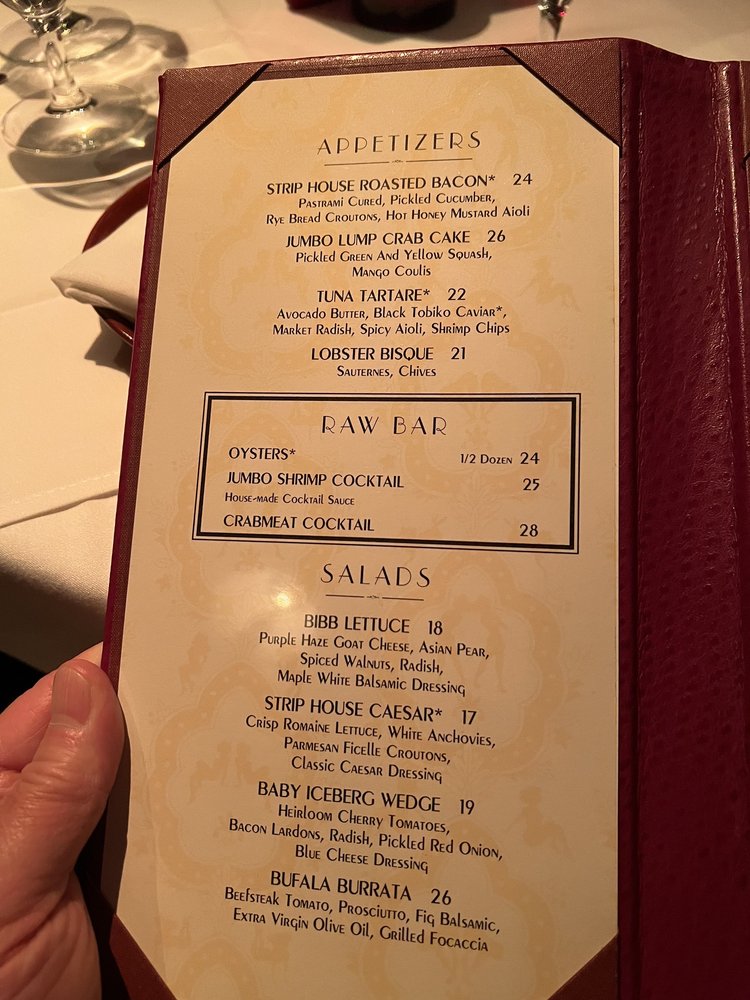 APPETIZERS
STRIP HOUSE ROASTED BACON* 24
PASTRAMI CURED, PICKLED CUCUMBER,
RYE BREAD CROUTONS, HOT HONEY MUSTARD AIOLI
JUMBO LUMP CRAB CAKE 26
PICKLED GREEN AND YELLOW SQUASH,
MANGO COULIS
TUNA TARTARE* 22
AVOCADO BUTTER, BLACK TOBIKO CAVIAR*,
MARKET RADISH, SPICY AIOLI, SHRIMP CHIPS
LOBSTER BISQUE 21
SAUTERNES, CHIVES
RAW BAR
OYSTERS* 1/2 DOZEN 24
JUMBO SHRIMP COCKTAIL 25
HOUSE-MADE COCKTAIL SAUCE
CRABMEAT COCKTAIL 28
SALADS
BIBB LETTUCE 18
PURPLE HAZE GOAT CHEESE, ASIAN PEAR,
SPICED WALNUTS, RADISH,
MAPLE WHITE BALSAMIC DRESSING
STRIP HOUSE CAESAR* 17
CRISP ROMAINE LETTUCE, WHITE ANCHOVIES,
PARMESAN FICELLE CROUTONS,
CLASSIC CAESAR DRESSING
BABY ICEBERG WEDGE 19
HEIRLOOM CHERRY TOMATOES,
BACON LARDONS, RADISH, PICKLED RED ONION,
BLUE CHEESE DRESSING
BUFALA BURRATA 26
BEEFSTEAK TOMATO, PROSCIUTTO, FIG BALSAMIC,
EXTRA VIRGIN OLIVE OIL, GRILLED FOCACCIA